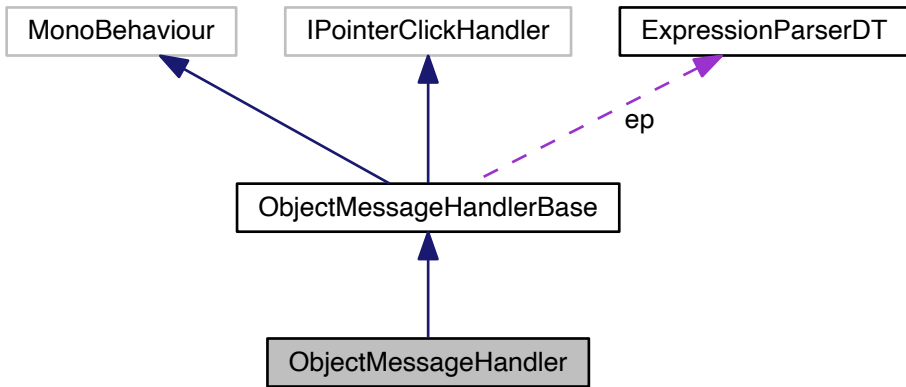 MonoBehaviour
IPointerClickHandler
ExpressionParserDT
ep
ObjectMessageHandlerBase
ObjectMessageHandler